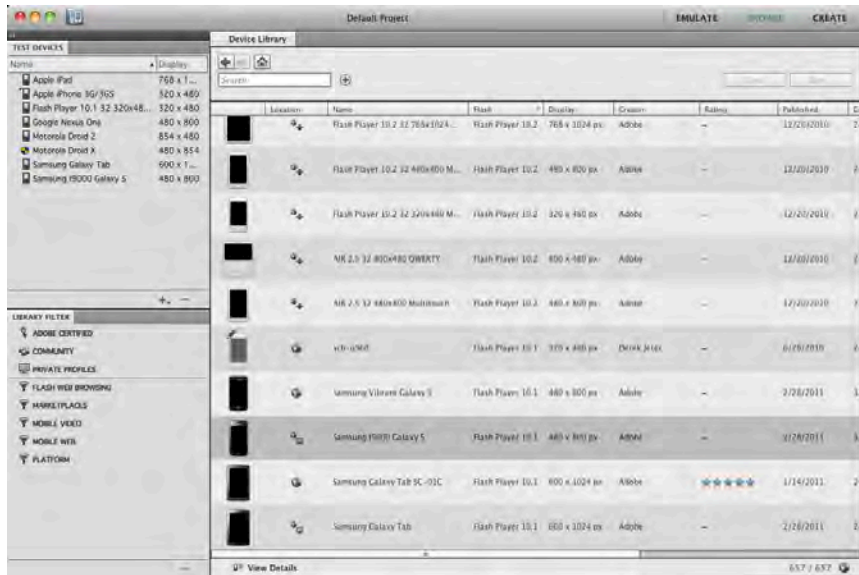 Default Project
EMULATE
BROWSE
CREATE
TEST DEVICES
Device Library
Name
Display
Apple iPad 768 x 1...
Apple iPhone 3G/3GS 320 x 480
Flash Player 10.1 32 320x48... 320 x 480
Google Nexus One 480 x 800
Motorola Droid 2 854 x 480
Motorola Droid X 480 x 854
Samsung Galaxy Tab 600 x 1...
Samsung I9000 Galaxy S 480 x 800
LIBRARY FILTER
ADOBE CERTIFIED
COMMUNITY
PRIVATE PROFILES
FLASH WEB BROWSING
MARKETPLACES
MOBILE VIDEO
MOBILE WEB
PLATFORM
Search
Location Name Flash Display Creator Rating Published
Flash Player 10.2 32 768x1024... Flash Player 10.2 768 x 1024 px Adobe -- 12/20/2010
Flash Player 10.2 32 480x800 M... Flash Player 10.2 480 x 800 px Adobe -- 12/20/2010
Flash Player 10.2 32 320x480 M... Flash Player 10.2 320 x 480 px Adobe -- 12/20/2010
AIR 2.5 32 800x480 QWERTY Flash Player 10.2 800 x 480 px Adobe -- 12/20/2010
AIR 2.5 32 480x800 Multitouch Flash Player 10.2 480 x 800 px Adobe -- 12/20/2010
Flash Player 10.1 320 x 480 px --
Samsung Vibrant Galaxy S Flash Player 10.1 480 x 800 px Adobe -- 2/28/2011
Samsung I9000 Galaxy S Flash Player 10.1 480 x 800 px Adobe -- 2/28/2011
Samsung Galaxy Tab SC-01C Flash Player 10.1 600 x 1024 px Adobe 1/14/2011
Samsung Galaxy Tab Flash Player 10.1 600 x 1024 px Adobe -- 2/28/2011
View Details
657 / 657